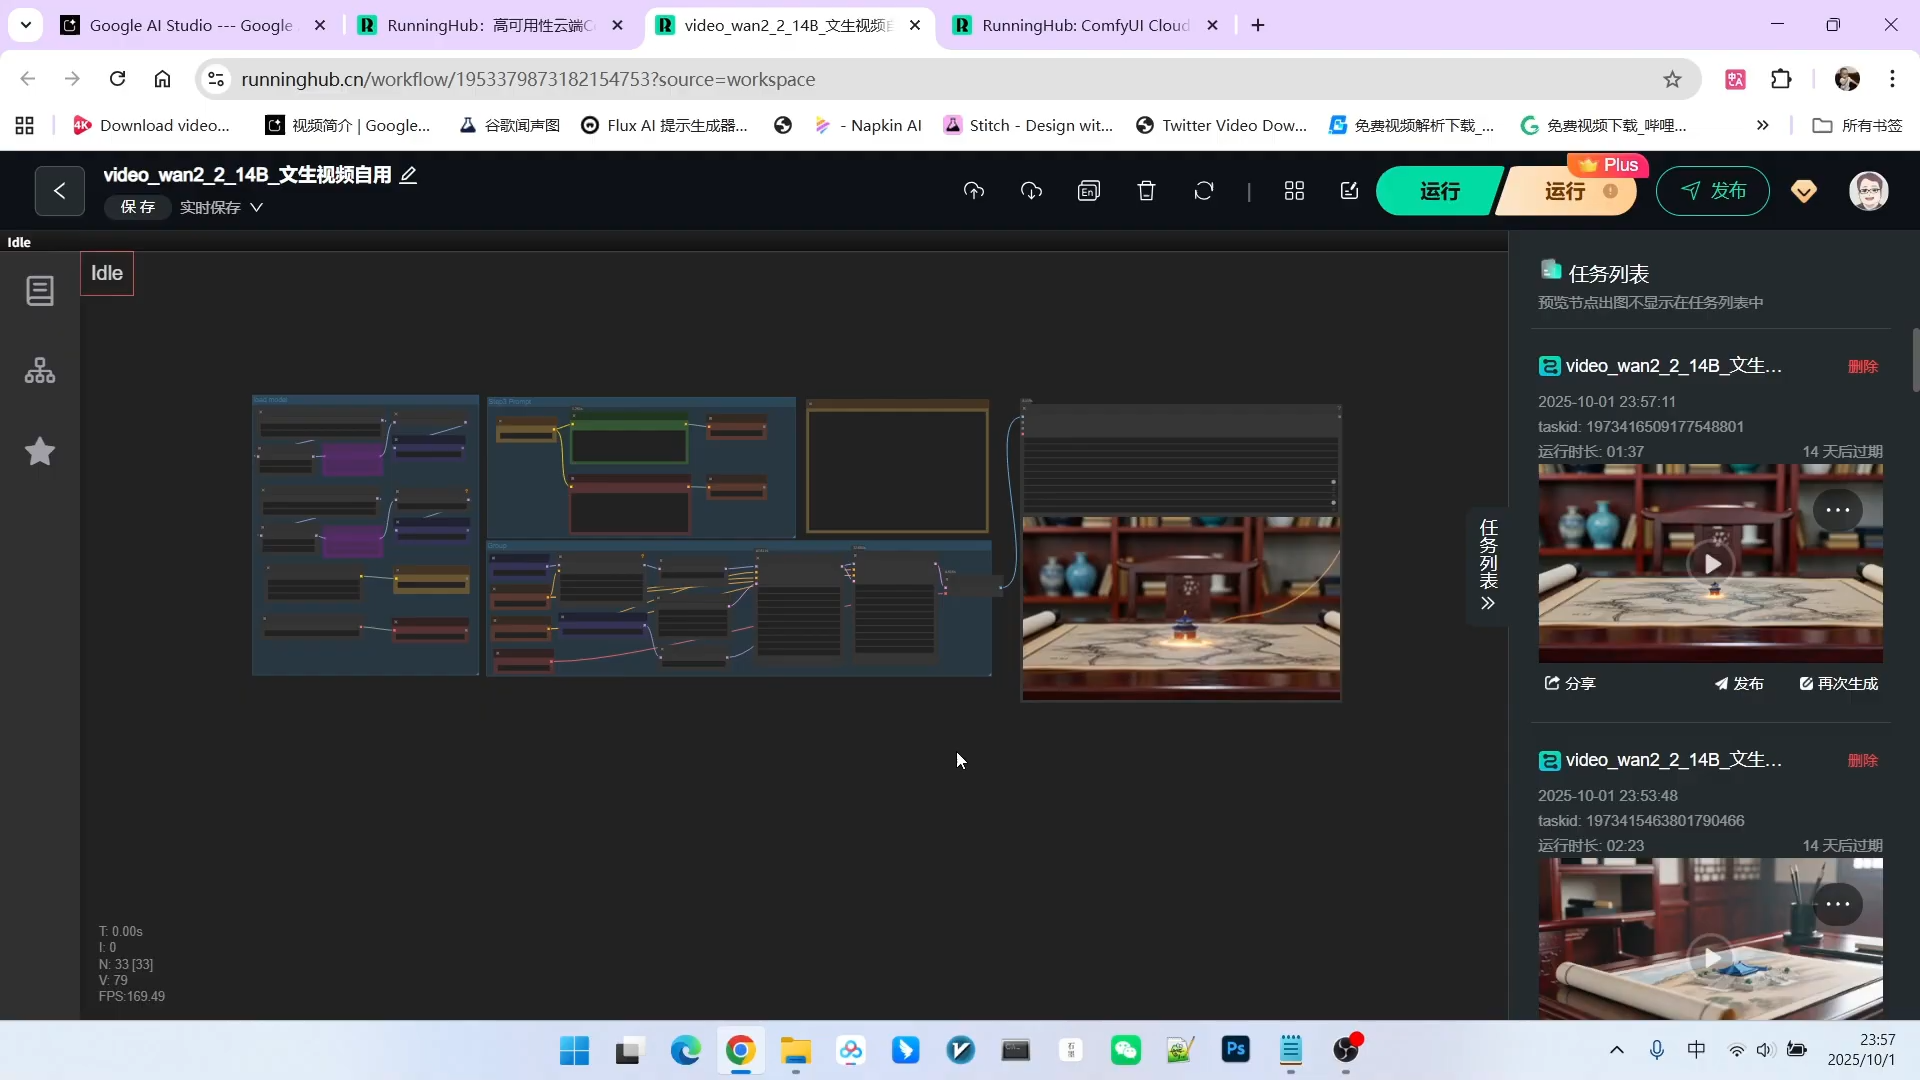 Google AI Studio --- Google
RunningHub：高可用性云端C
video_wan2_2_14B_文生视频自
RunningHub: ComfyUI Cloud
runninghub.cn/workflow/1953379873182154753?source=workspace
Download video...
视频简介 | Google...
谷歌闻声图
Flux AI 提示生成器...
- Napkin AI
Stitch - Design wit...
Twitter Video Dow...
免费视频解析下载_...
免费视频下载_哔哩...
所有书签
video_wan2_2_14B_文生视频自用
保存
实时保存
En
运行
运行
Plus
发布
Idle
Idle
任务列表
预览节点出图不显示在任务列表中
video_wan2_2_14B_文生...
删除
2025-10-01 23:57:11
taskid: 1973416509177548801
运行时长: 01:37
14 天后过期
分享
发布
再次生成
video_wan2_2_14B_文生...
删除
2025-10-01 23:53:48
taskid: 1973415463801790466
运行时长: 02:23
14 天后过期
任务列表
Step3 Prompt
Group
T: 0.00s
I: 0
N: 33 [33]
V: 79
FPS:169.49
Ps
中
23:57
2025/10/1